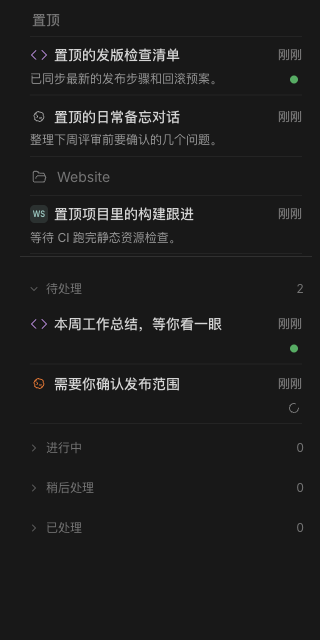 置顶
置顶的发版检查清单 刚刚
已同步最新的发布步骤和回滚预案。
置顶的日常备忘对话 刚刚
整理下周评审前要确认的几个问题。
Website
WS 置顶项目里的构建跟进 刚刚
等待 CI 跑完静态资源检查。
待处理 2
本周工作总结，等你看一眼 刚刚
需要你确认发布范围 刚刚
进行中 0
稍后处理 0
已处理 0